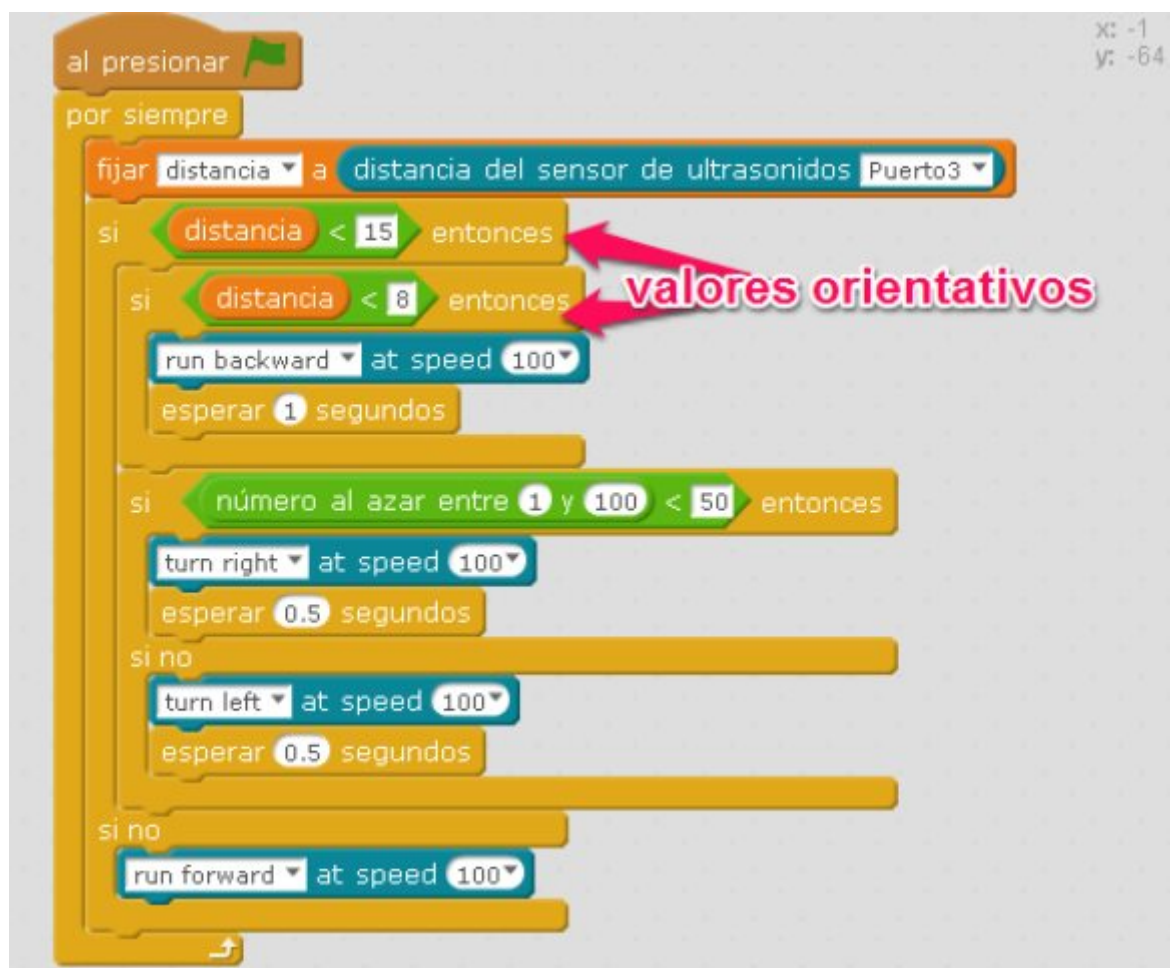 x: -1
y: -64
al presionar
por siempre
fijar distancia a distancia del sensor de ultrasonidos Puerto3
si distancia < 15 entonces
valores orientativos
si distancia < 8 entonces
run backward at speed 100
esperar 1 segundos
si número al azar entre 1 y 100 < 50 entonces
turn right at speed 100
esperar 0.5 segundos
si no
turn left at speed 100
esperar 0.5 segundos
si no
run forward at speed 100